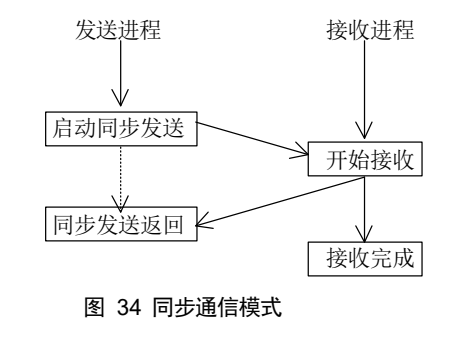 发送进程
接收进程
启动同步发送
开始接收
同步发送返回
接收完成
图 34 同步通信模式